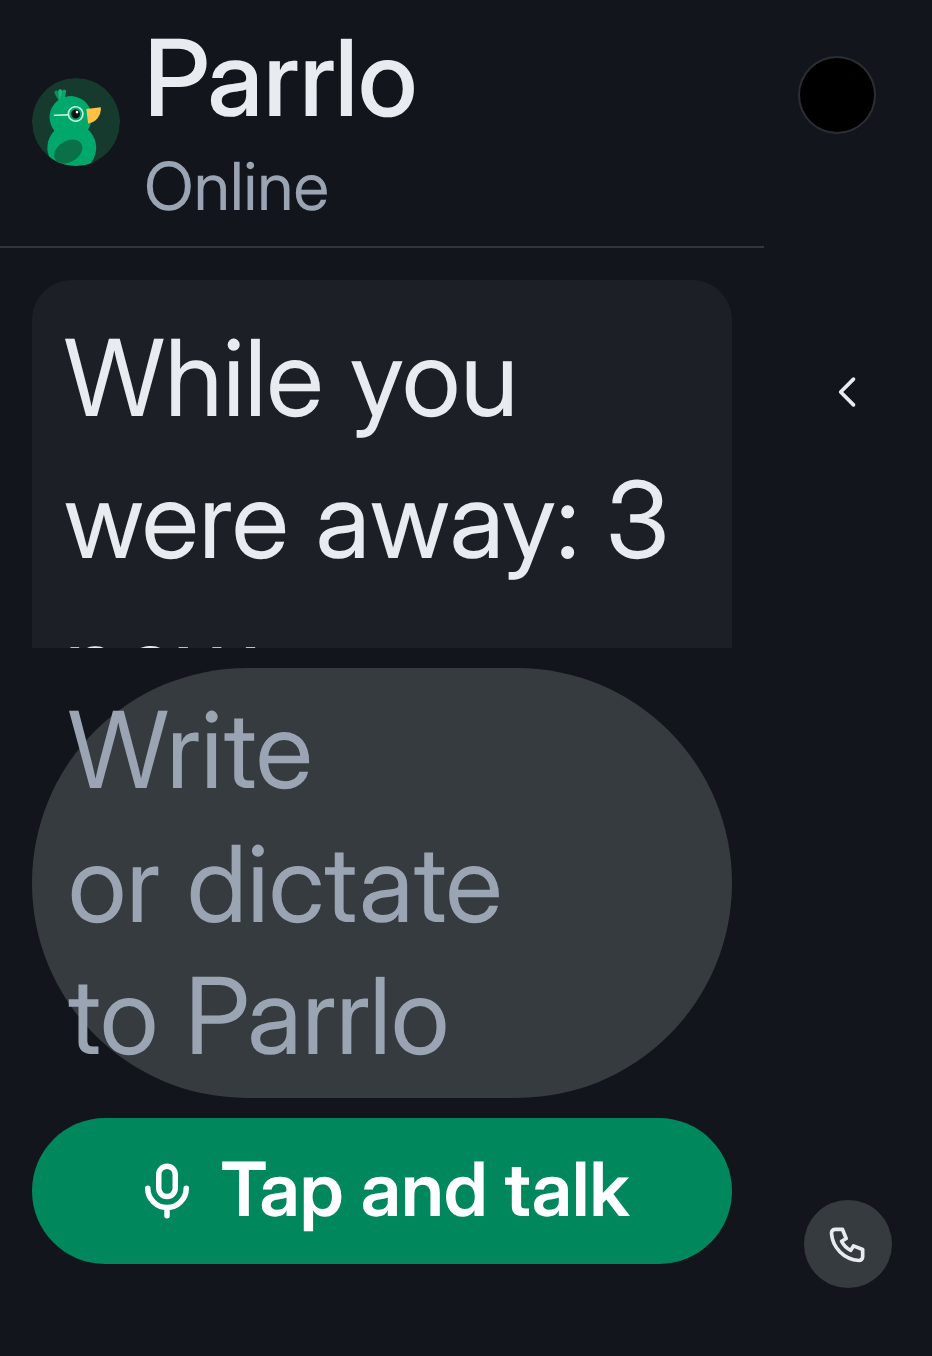 Parrlo
Online
While you
were away: 3
Write
or dictate
to Parrlo
Tap and talk